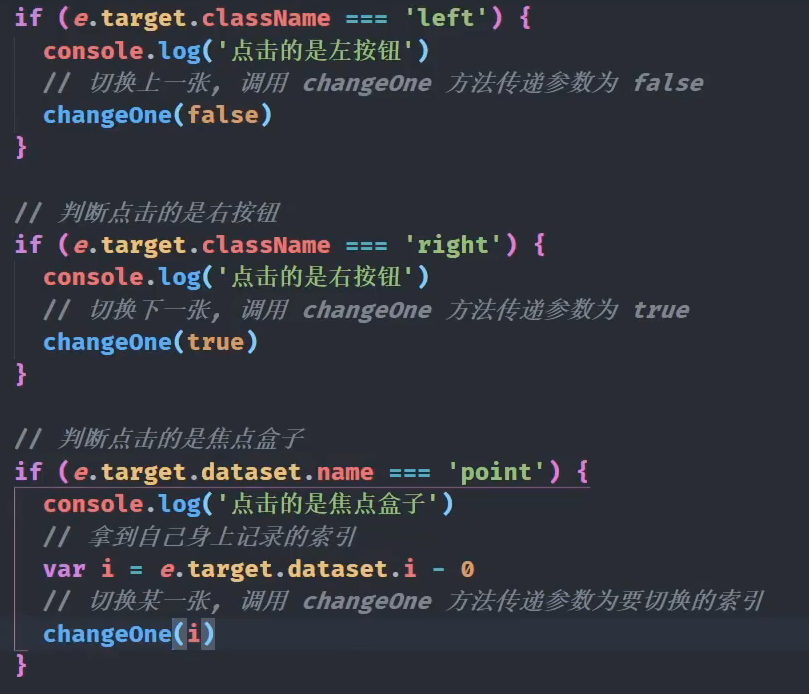 if (e.target.className === 'left') {
console.log('点击的是左按钮')
// 切换上一张, 调用 changeOne 方法传递参数为 false
changeOne(false)
}
// 判断点击的是右按钮
if (e.target.className === 'right') {
console.log('点击的是右按钮')
// 切换下一张, 调用 changeOne 方法传递参数为 true
changeOne(true)
}
// 判断点击的是焦点盒子
if (e.target.dataset.name === 'point') {
console.log('点击的是焦点盒子')
// 拿到自己身上记录的索引
var i = e.target.dataset.i - 0
// 切换某一张, 调用 changeOne 方法传递参数为要切换的索引
changeOne(i)
}